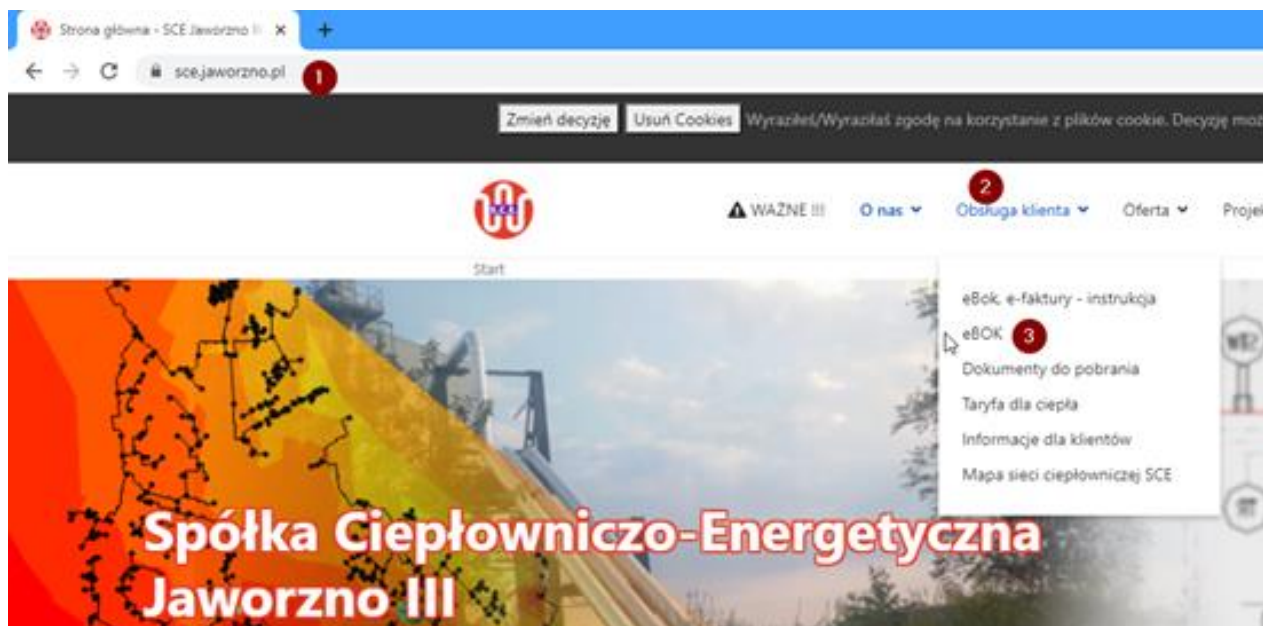 Strona główna - SCE Jaworzno II
sce.jaworzno.pl
1
Zmień decyzję Usuń Cookies Wyraziłeś/Wyraziłaś zgodę na korzystanie z plików cookie. Decyzję moż
2
S.C.E.
WAŻNE !!! O nas Obsługa klienta Oferta Projek
Start
eBok, e-faktury - instrukcja
eBOK 3
Dokumenty do pobrania
Taryfa dla ciepła
Informacje dla klientów
Mapa sieci ciepłowniczej SCE
Spółka Ciepłowniczo-Energetyczna
Jaworzno III